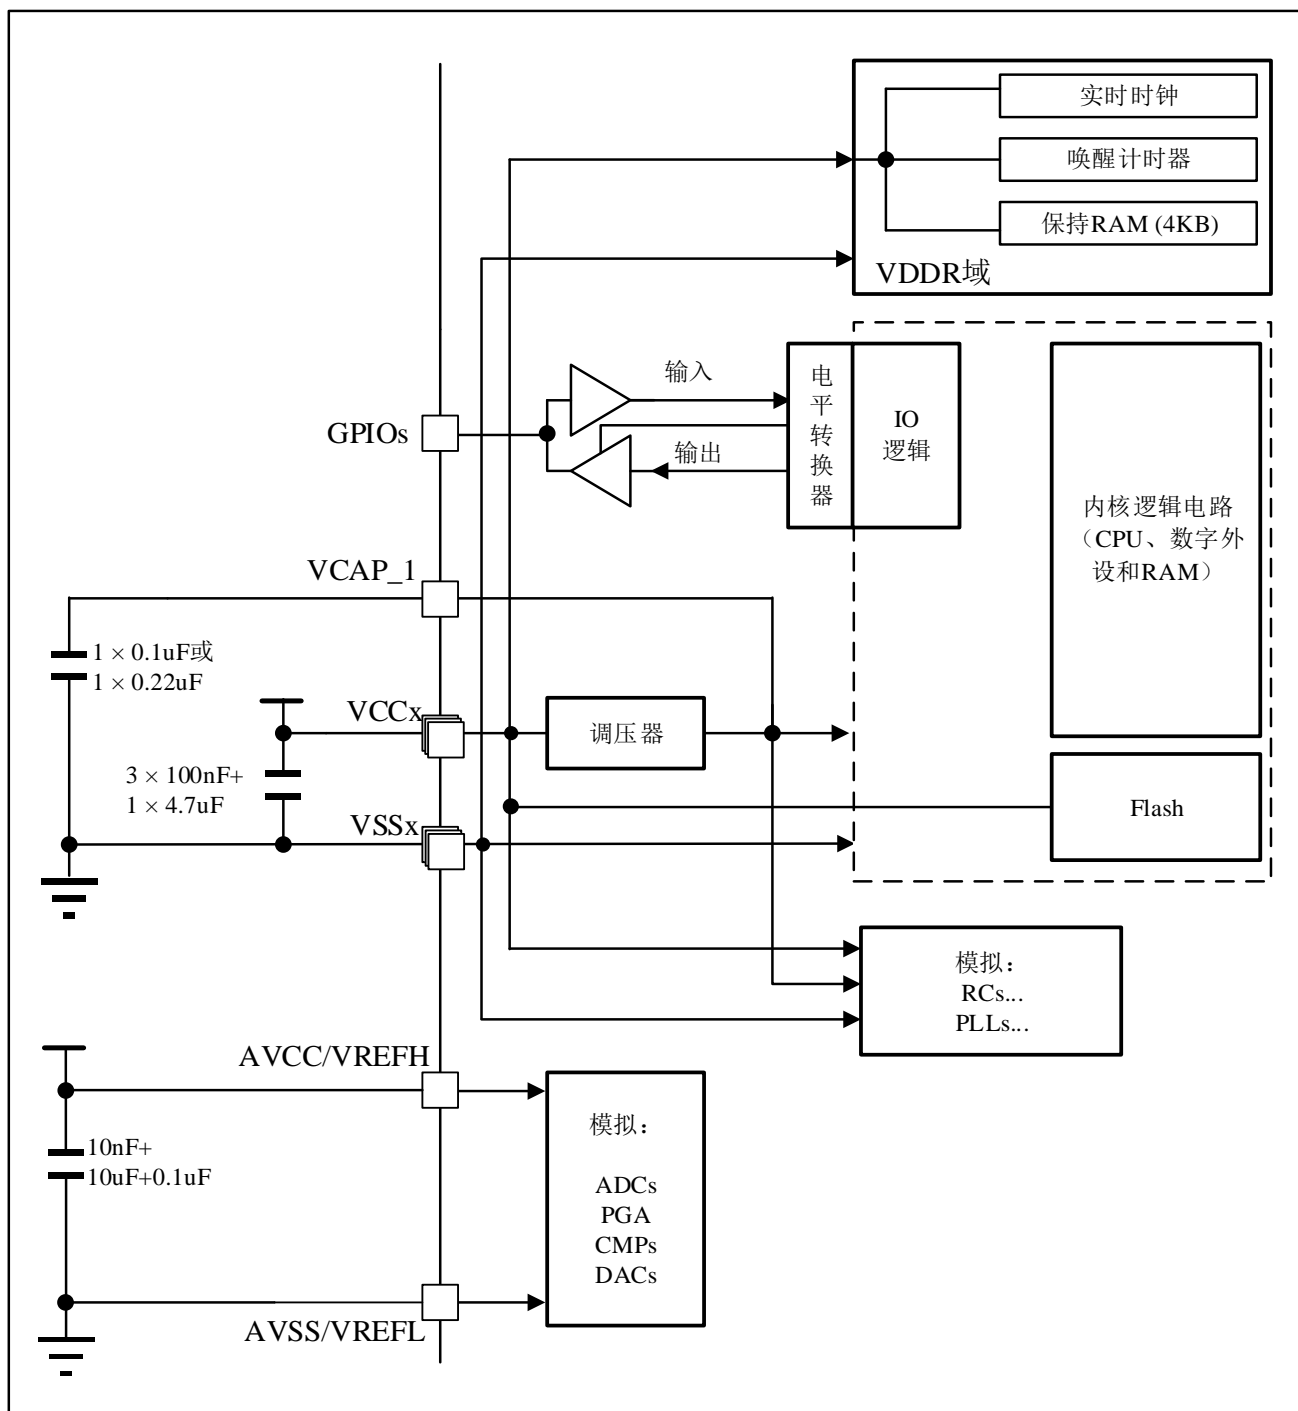 实时时钟
唤醒计时器
保持RAM (4KB)
VDDR域
输入
电平转换器
IO
逻辑
GPIOs
输出
内核逻辑电路
（CPU、数字外
设和RAM）
VCAP_1
1 × 0.1uF或
1 × 0.22uF
VCCx
调压器
3 × 100nF+
1 × 4.7uF
Flash
VSSx
模拟：
RCs...
PLLs...
AVCC/VREFH
模拟：
10nF+
10uF+0.1uF
ADCs
PGA
CMPs
DACs
AVSS/VREFL